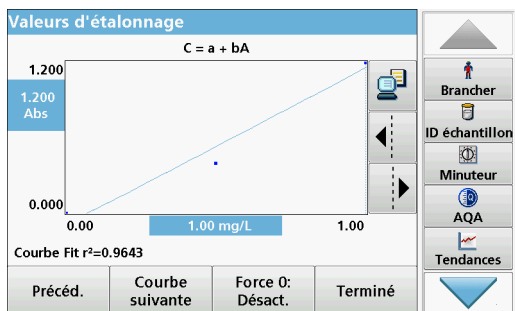 Valeurs d'étalonnage
C = a + bA
1.200
1.200
Abs
0.000
0.00
1.00 mg/L
1.00
Courbe Fit r²=0.9643
Précéd.
Courbe
suivante
Force 0:
Désact.
Terminé
Brancher
ID échantillon
Minuteur
AQA
Tendances